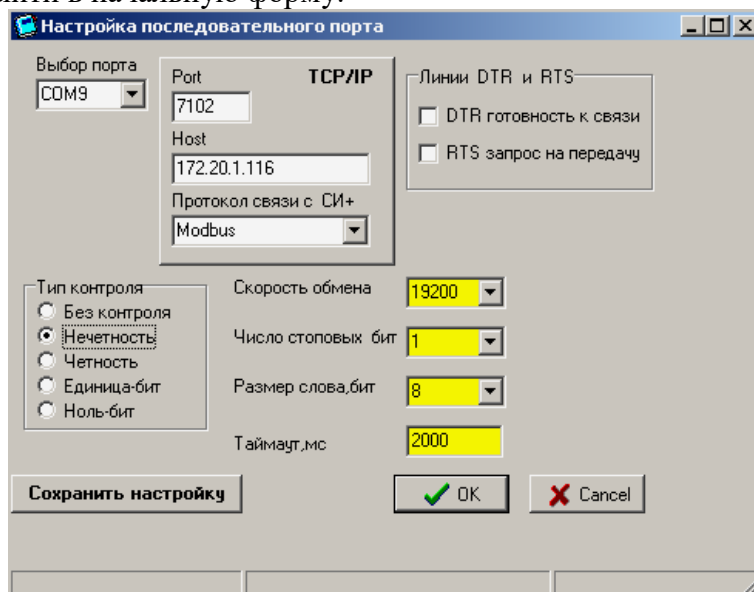 йти в начальную форму.
Настройка последовательного порта
Выбор порта
COM9
Port
TCP/IP
7102
Host
172.20.1.116
Протокол связи с СИ+
Modbus
Линии DTR и RTS
DTR готовность к связи
RTS запрос на передачу
Тип контроля
Без контроля
Нечетность
Четность
Единица-бит
Ноль-бит
Скорость обмена
19200
Число стоповых бит
1
Размер слова,бит
8
Таймаут,мс
2000
Сохранить настройку
OK
Cancel